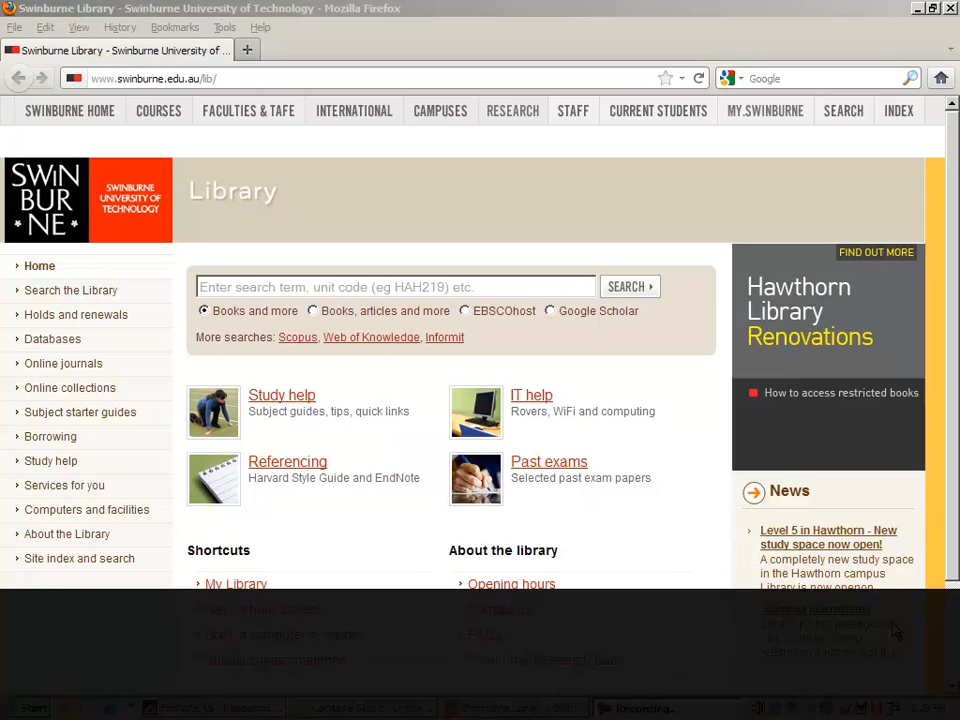 Swinburne Library - Swinburne University of Technology - Mozilla Firefox
File Edit View History Bookmarks Tools Help
Swinburne Library - Swinburne University of ...
www.swinburne.edu.au/lib/
Google
SWINBURNE HOME COURSES FACULTIES & TAFE INTERNATIONAL CAMPUSES RESEARCH STAFF CURRENT STUDENTS MY.SWINBURNE SEARCH INDEX
SWIN
BUR
NE
SWINBURNE
UNIVERSITY OF
TECHNOLOGY
Library
Home
Search the Library
Holds and renewals
Databases
Online journals
Online collections
Subject starter guides
Borrowing
Study help
Services for you
Computers and facilities
About the Library
Site index and search
Enter search term, unit code (eg HAH219) etc.
SEARCH
Books and more Books, articles and more EBSCOhost Google Scholar
More searches: Scopus, Web of Knowledge, Informit
Study help
Subject guides, tips, quick links
IT help
Rovers, WiFi and computing
Referencing
Harvard Style Guide and EndNote
Past exams
Selected past exam papers
Shortcuts
My Library
About the library
Opening hours
FAQs
FIND OUT MORE
Hawthorn
Library
Renovations
How to access restricted books
News
Level 5 in Hawthorn - New
study space now open!
A completely new study space
in the Hawthorn campus
Library is now open on
Start
Recording...